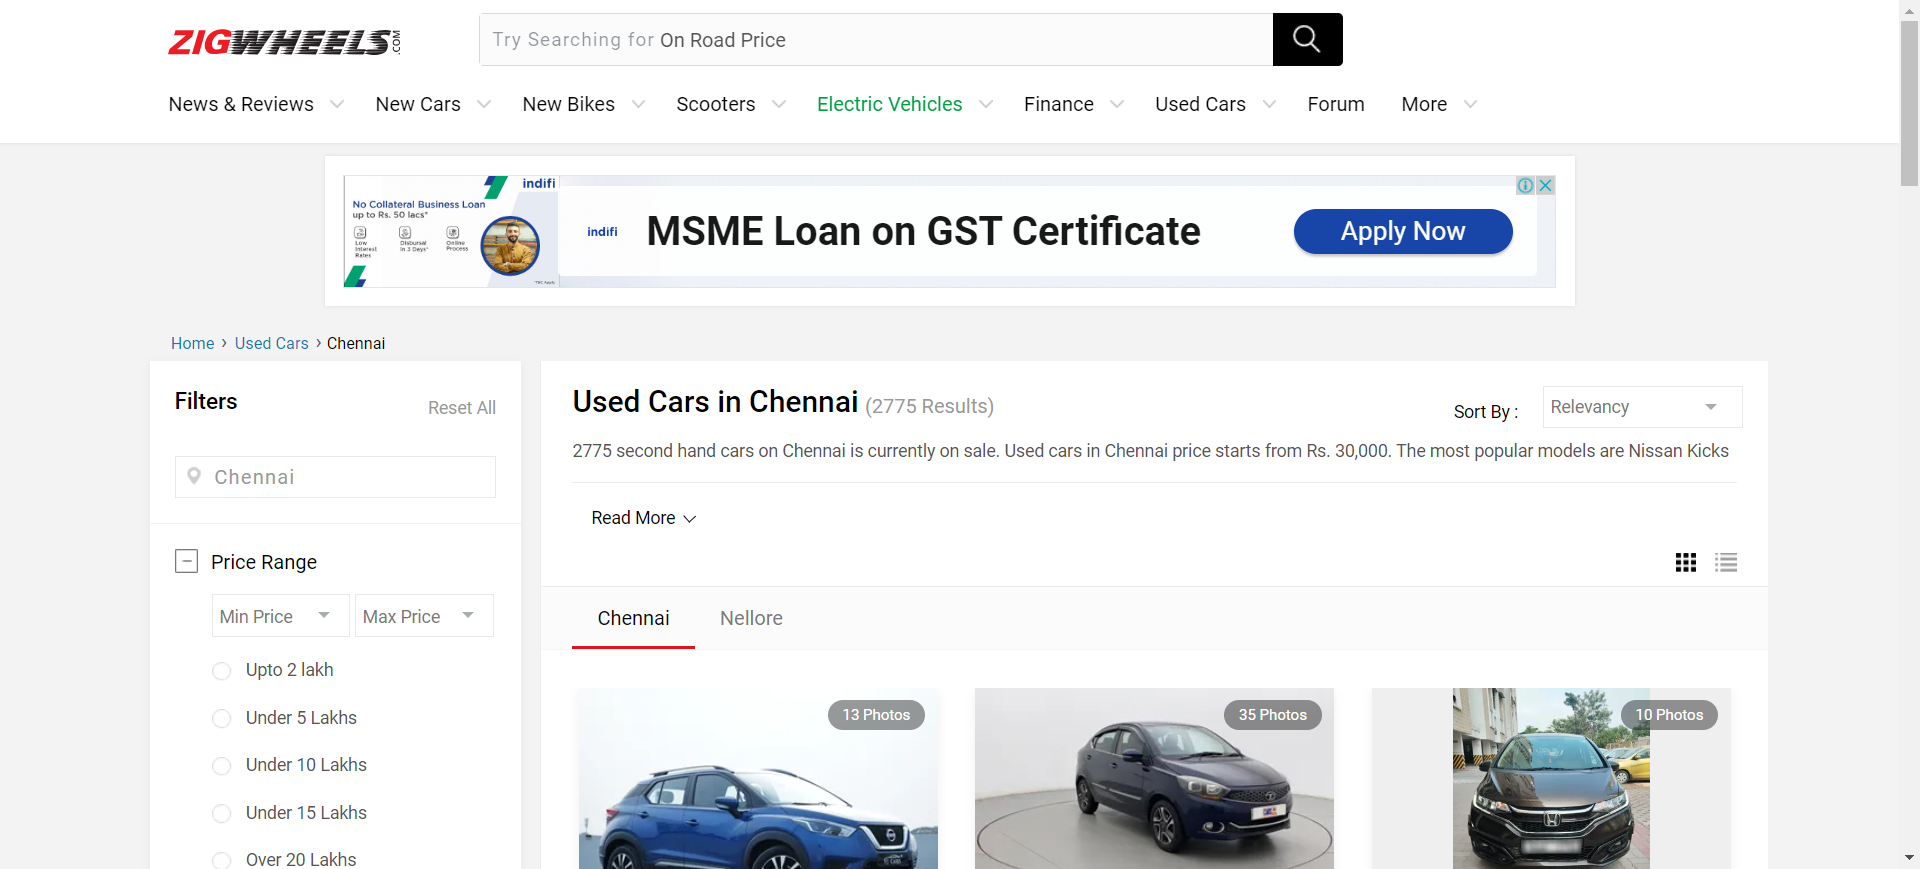 ZIGWHEELS.COM
Try Searching for On Road Price
News & Reviews
New Cars
New Bikes
Scooters
Electric Vehicles
Finance
Used Cars
Forum
More
indifi
No Collateral Business Loan
up to Rs. 50 lacs*
Low Interest Rates
Disbursal in 3 Days*
Online Process
*T&C Apply
indifi
MSME Loan on GST Certificate
Apply Now
Home › Used Cars › Chennai
Filters
Reset All
Chennai
Price Range
Min Price
Max Price
Upto 2 lakh
Under 5 Lakhs
Under 10 Lakhs
Under 15 Lakhs
Over 20 Lakhs
Used Cars in Chennai (2775 Results)
Sort By :
Relevancy
2775 second hand cars on Chennai is currently on sale. Used cars in Chennai price starts from Rs. 30,000. The most popular models are Nissan Kicks
Read More
Chennai
Nellore
13 Photos
35 Photos
10 Photos